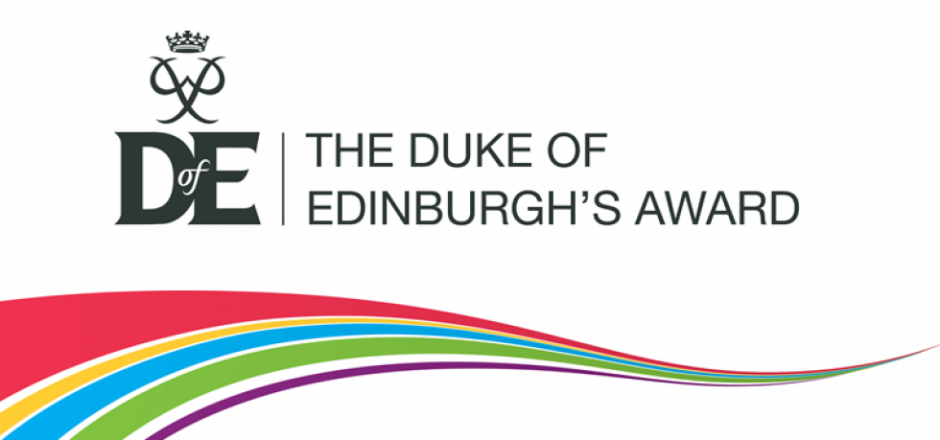 DofE
THE DUKE OF
EDINBURGH’S AWARD